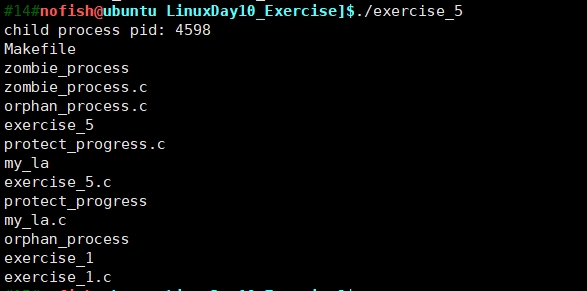 #14#nofish@ubuntu LinuxDay10_Exercise]$./exercise_5
child process pid: 4598
Makefile
zombie_process
zombie_process.c
orphan_process.c
exercise_5
protect_progress.c
my_la
exercise_5.c
protect_progress
my_la.c
orphan_process
exercise_1
exercise_1.c